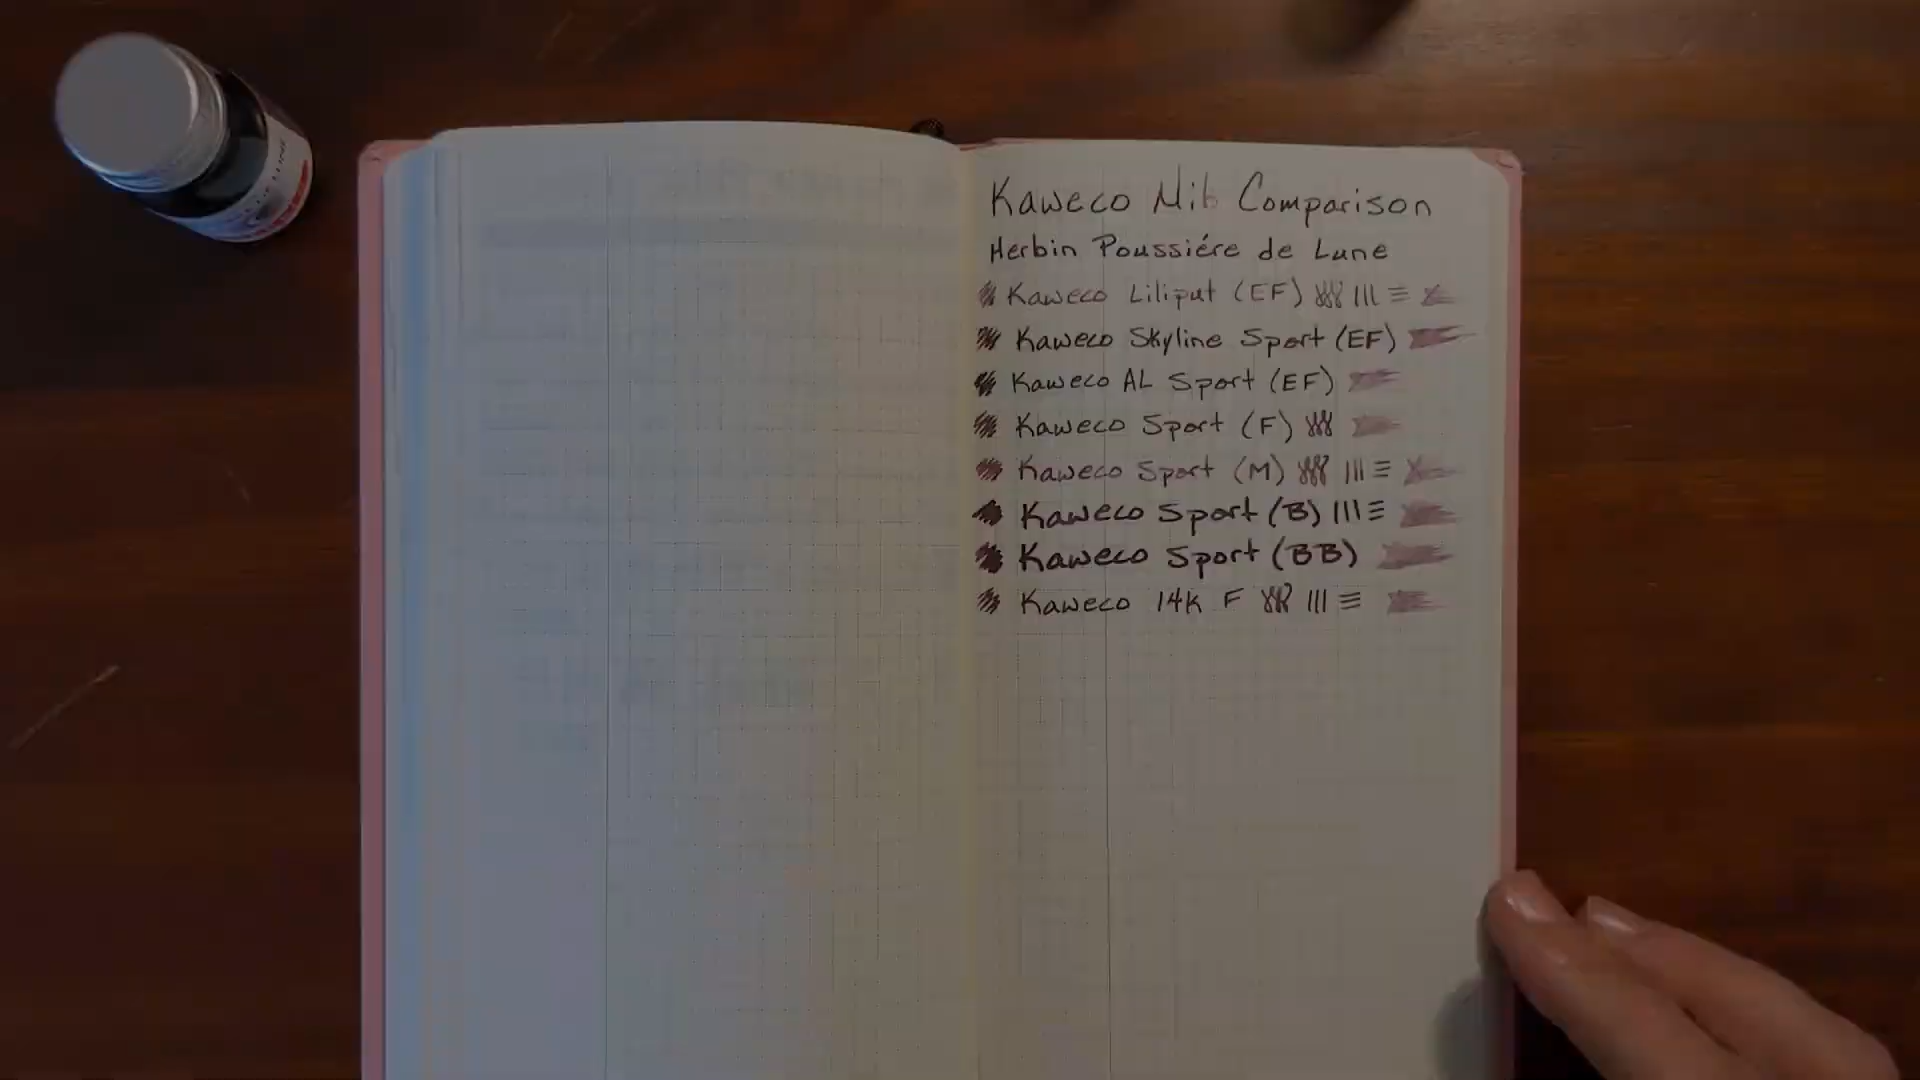 Kaweco Nib Comparison
Herbin Poussiére de Lune
Kaweco Liliput (EF)
Kaweco Skyline Sport (EF)
Kaweco AL Sport (EF)
Kaweco Sport (F)
Kaweco Sport (M)
Kaweco Sport (B)
Kaweco Sport (BB)
Kaweco 14k F